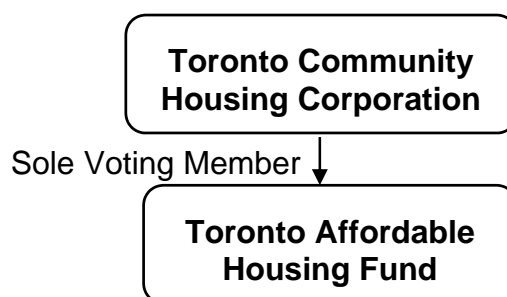 Toronto Community
Housing Corporation
Sole Voting Member
Toronto Affordable
Housing Fund